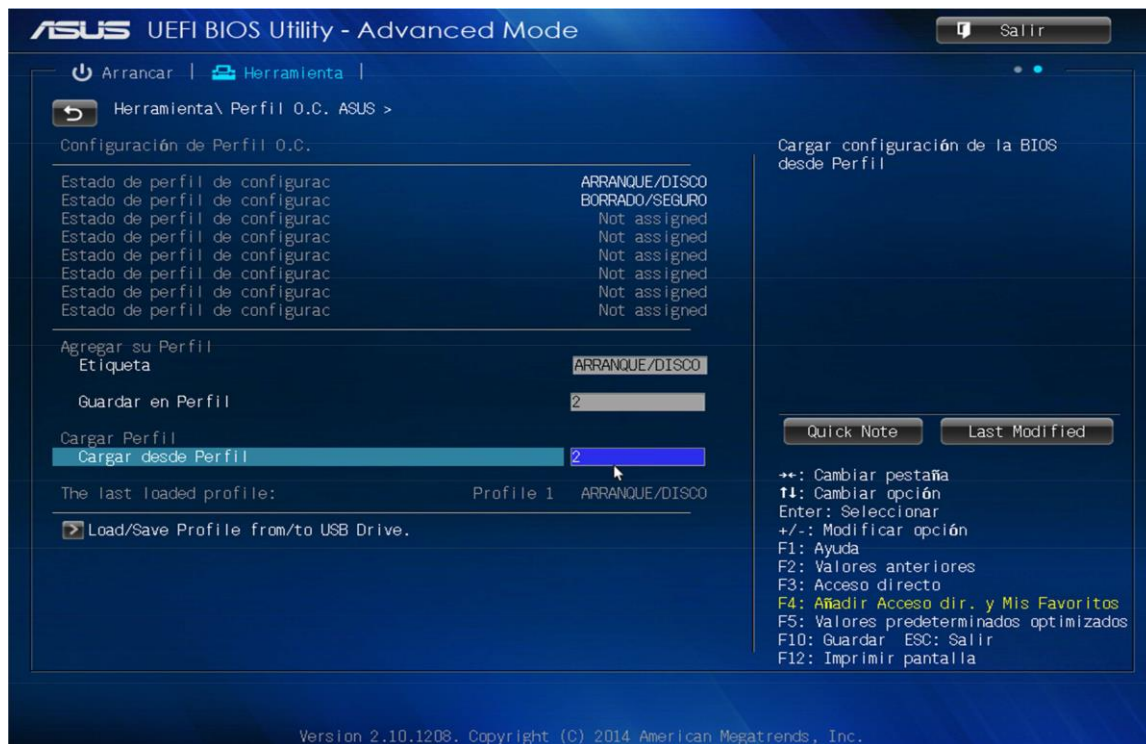 ASUS UEFI BIOS Utility - Advanced Mode
Salir
Arrancar | Herramienta |
Herramienta\ Perfil O.C. ASUS >
Configuración de Perfil O.C.
Estado de perfil de configurac ARRANQUE/DISCO
Estado de perfil de configurac BORRADO/SEGURO
Estado de perfil de configurac Not assigned
Estado de perfil de configurac Not assigned
Estado de perfil de configurac Not assigned
Estado de perfil de configurac Not assigned
Estado de perfil de configurac Not assigned
Estado de perfil de configurac Not assigned
Agregar su Perfil
Etiqueta ARRANQUE/DISCO
Guardar en Perfil 2
Cargar Perfil
Cargar desde Perfil 2
The last loaded profile: Profile 1 ARRANQUE/DISCO
Load/Save Profile from/to USB Drive.
Cargar configuración de la BIOS
desde Perfil
Quick Note Last Modified
→←: Cambiar pestaña
↑↓: Cambiar opción
Enter: Seleccionar
+/-: Modificar opción
F1: Ayuda
F2: Valores anteriores
F3: Acceso directo
F4: Añadir Acceso dir. y Mis Favoritos
F5: Valores predeterminados optimizados
F10: Guardar ESC: Salir
F12: Imprimir pantalla
Version 2.10.1208. Copyright (C) 2014 American Megatrends, Inc.